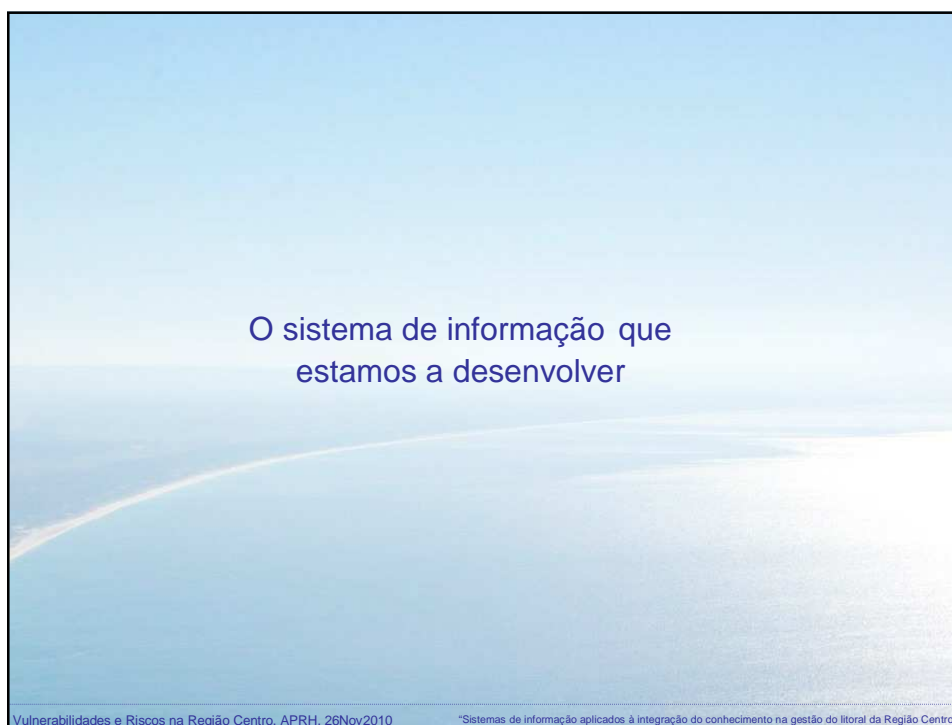 O sistema de informação que
estamos a desenvolver
Vulnerabilidades e Riscos na Região Centro, APRH, 26Nov2010
"Sistemas de informação aplicados à integração do conhecimento na gestão do litoral da Região Centro